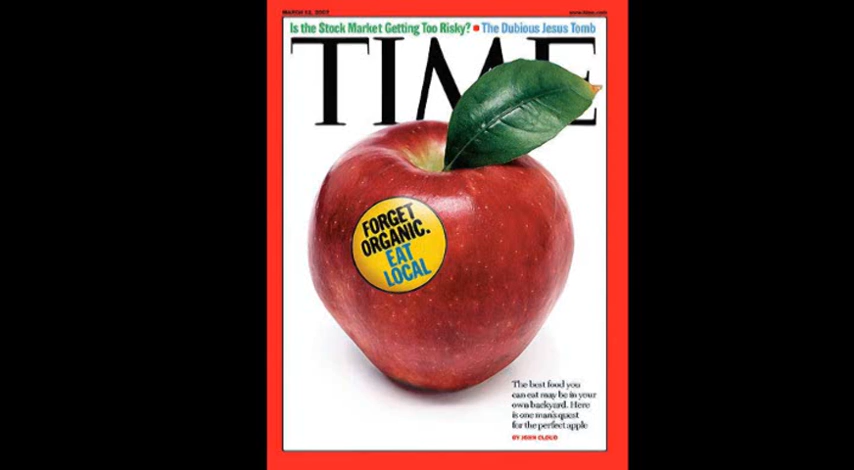 MARCH 12, 2007 www.time.com
Is the Stock Market Getting Too Risky? • The Dubious Jesus Tomb
TIME
FORGET
ORGANIC.
EAT
LOCAL
The best food you
can eat may be in your
own backyard. Here
is one man's quest
for the perfect apple
BY JOHN CLOUD